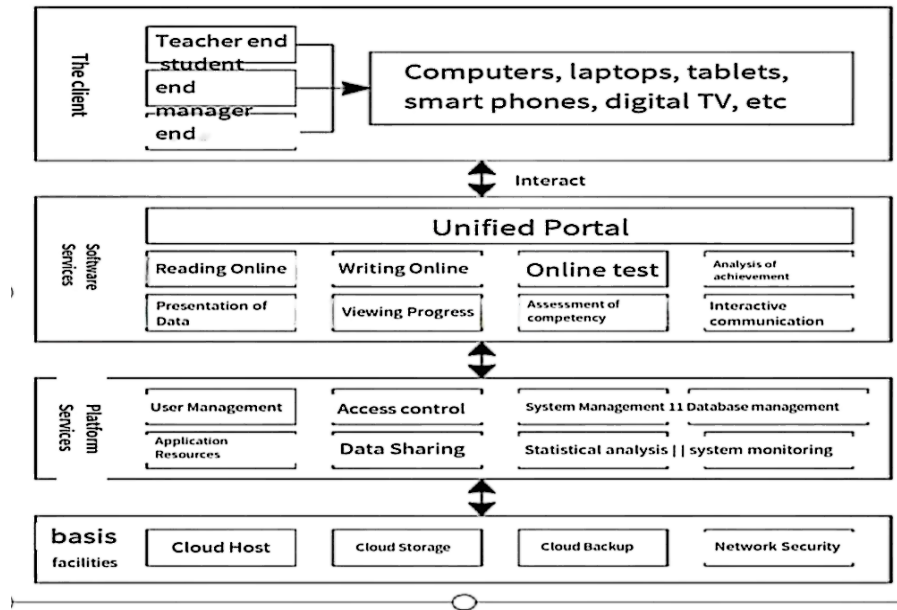 The client
Teacher end
student
end
manager
end
Computers, laptops, tablets,
smart phones, digital TV, etc
Interact
Software
Services
Unified Portal
Reading Online
Writing Online
Online test
Analysis of
achievement
Presentation of
Data
Viewing Progress
Assessment of
competency
Interactive
communication
Platform
Services
User Management
Access control
System Management 11 Database management
Application
Resources
Data Sharing
Statistical analysis || system monitoring
basis
facilities
Cloud Host
Cloud Storage
Cloud Backup
Network Security